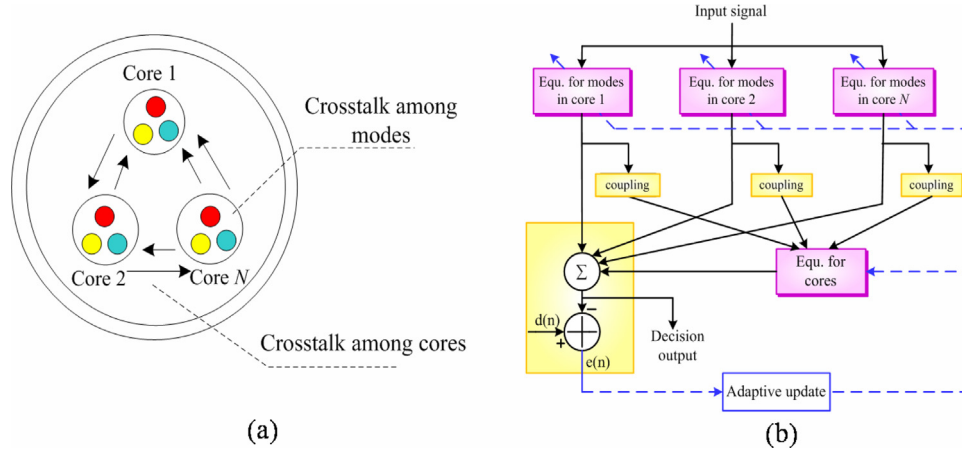 Core 1
Crosstalk among
modes
Core 2
Core N
Crosstalk among cores
(a)
Input signal
Equ. for modes
in core 1
Equ. for modes
in core 2
Equ. for modes
in core N
coupling
coupling
coupling
Equ. for
cores
Σ
−
d(n)
+
e(n)
Decision
output
Adaptive update
(b)